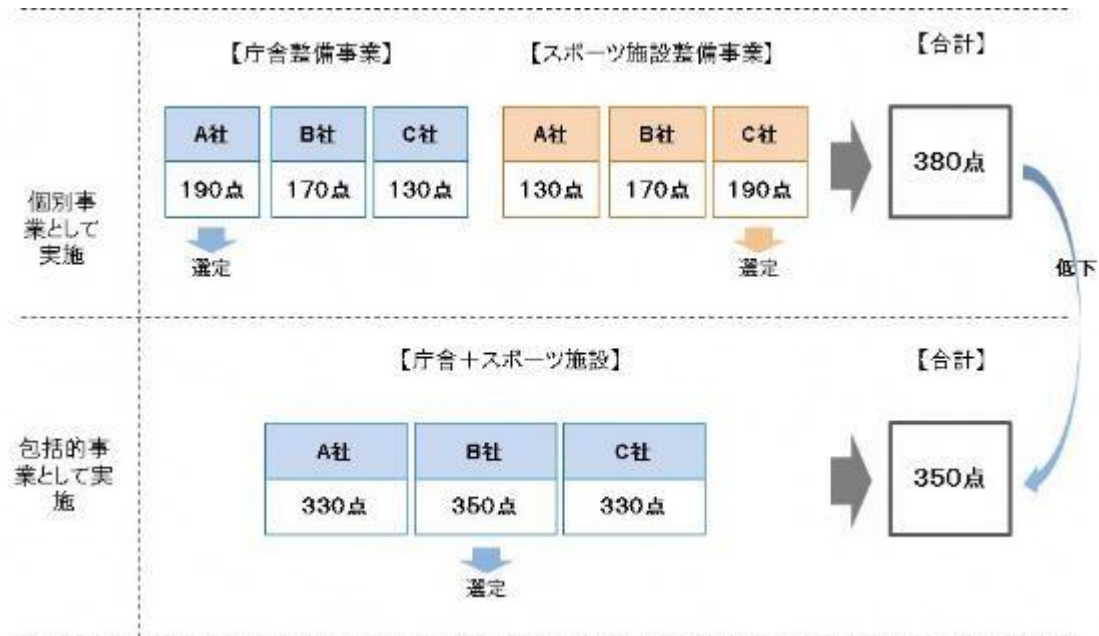 【庁舎整備事業】
【スポーツ施設整備事業】
【合計】
個別事
業として
実施
A社
B社
C社
190点
170点
130点
選定
A社
B社
C社
130点
170点
190点
選定
380点
低下
【庁舎＋スポーツ施設】
【合計】
包括的事
業として実
施
A社
B社
C社
330点
350点
330点
選定
350点